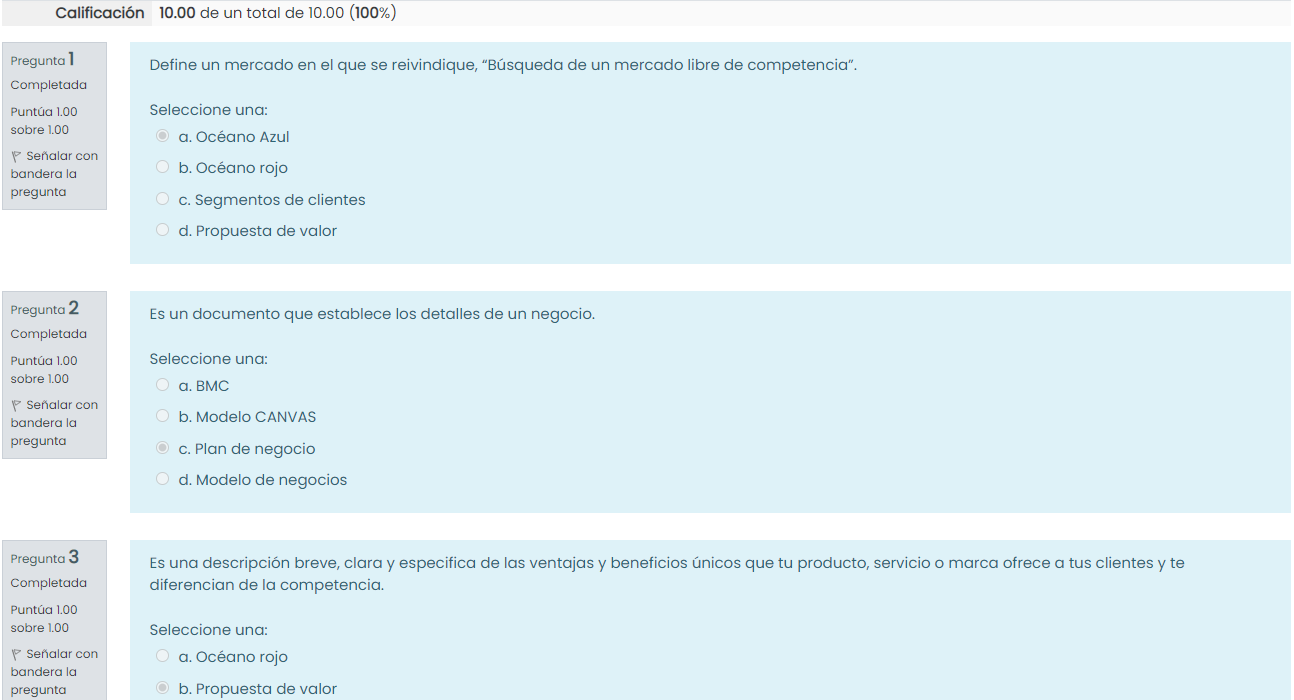 Calificación 10.00 de un total de 10.00 (100%)
Pregunta 1
Completada
Puntúa 1.00
sobre 1.00
Señalar con
bandera la
pregunta
Define un mercado en el que se reivindique, “Búsqueda de un mercado libre de competencia”.
Seleccione una:
a. Océano Azul
b. Océano rojo
c. Segmentos de clientes
d. Propuesta de valor
Pregunta 2
Completada
Puntúa 1.00
sobre 1.00
Señalar con
bandera la
pregunta
Es un documento que establece los detalles de un negocio.
Seleccione una:
a. BMC
b. Modelo CANVAS
c. Plan de negocio
d. Modelo de negocios
Pregunta 3
Completada
Puntúa 1.00
sobre 1.00
Señalar con
bandera la
pregunta
Es una descripción breve, clara y especifica de las ventajas y beneficios únicos que tu producto, servicio o marca ofrece a tus clientes y te
diferencian de la competencia.
Seleccione una:
a. Océano rojo
b. Propuesta de valor